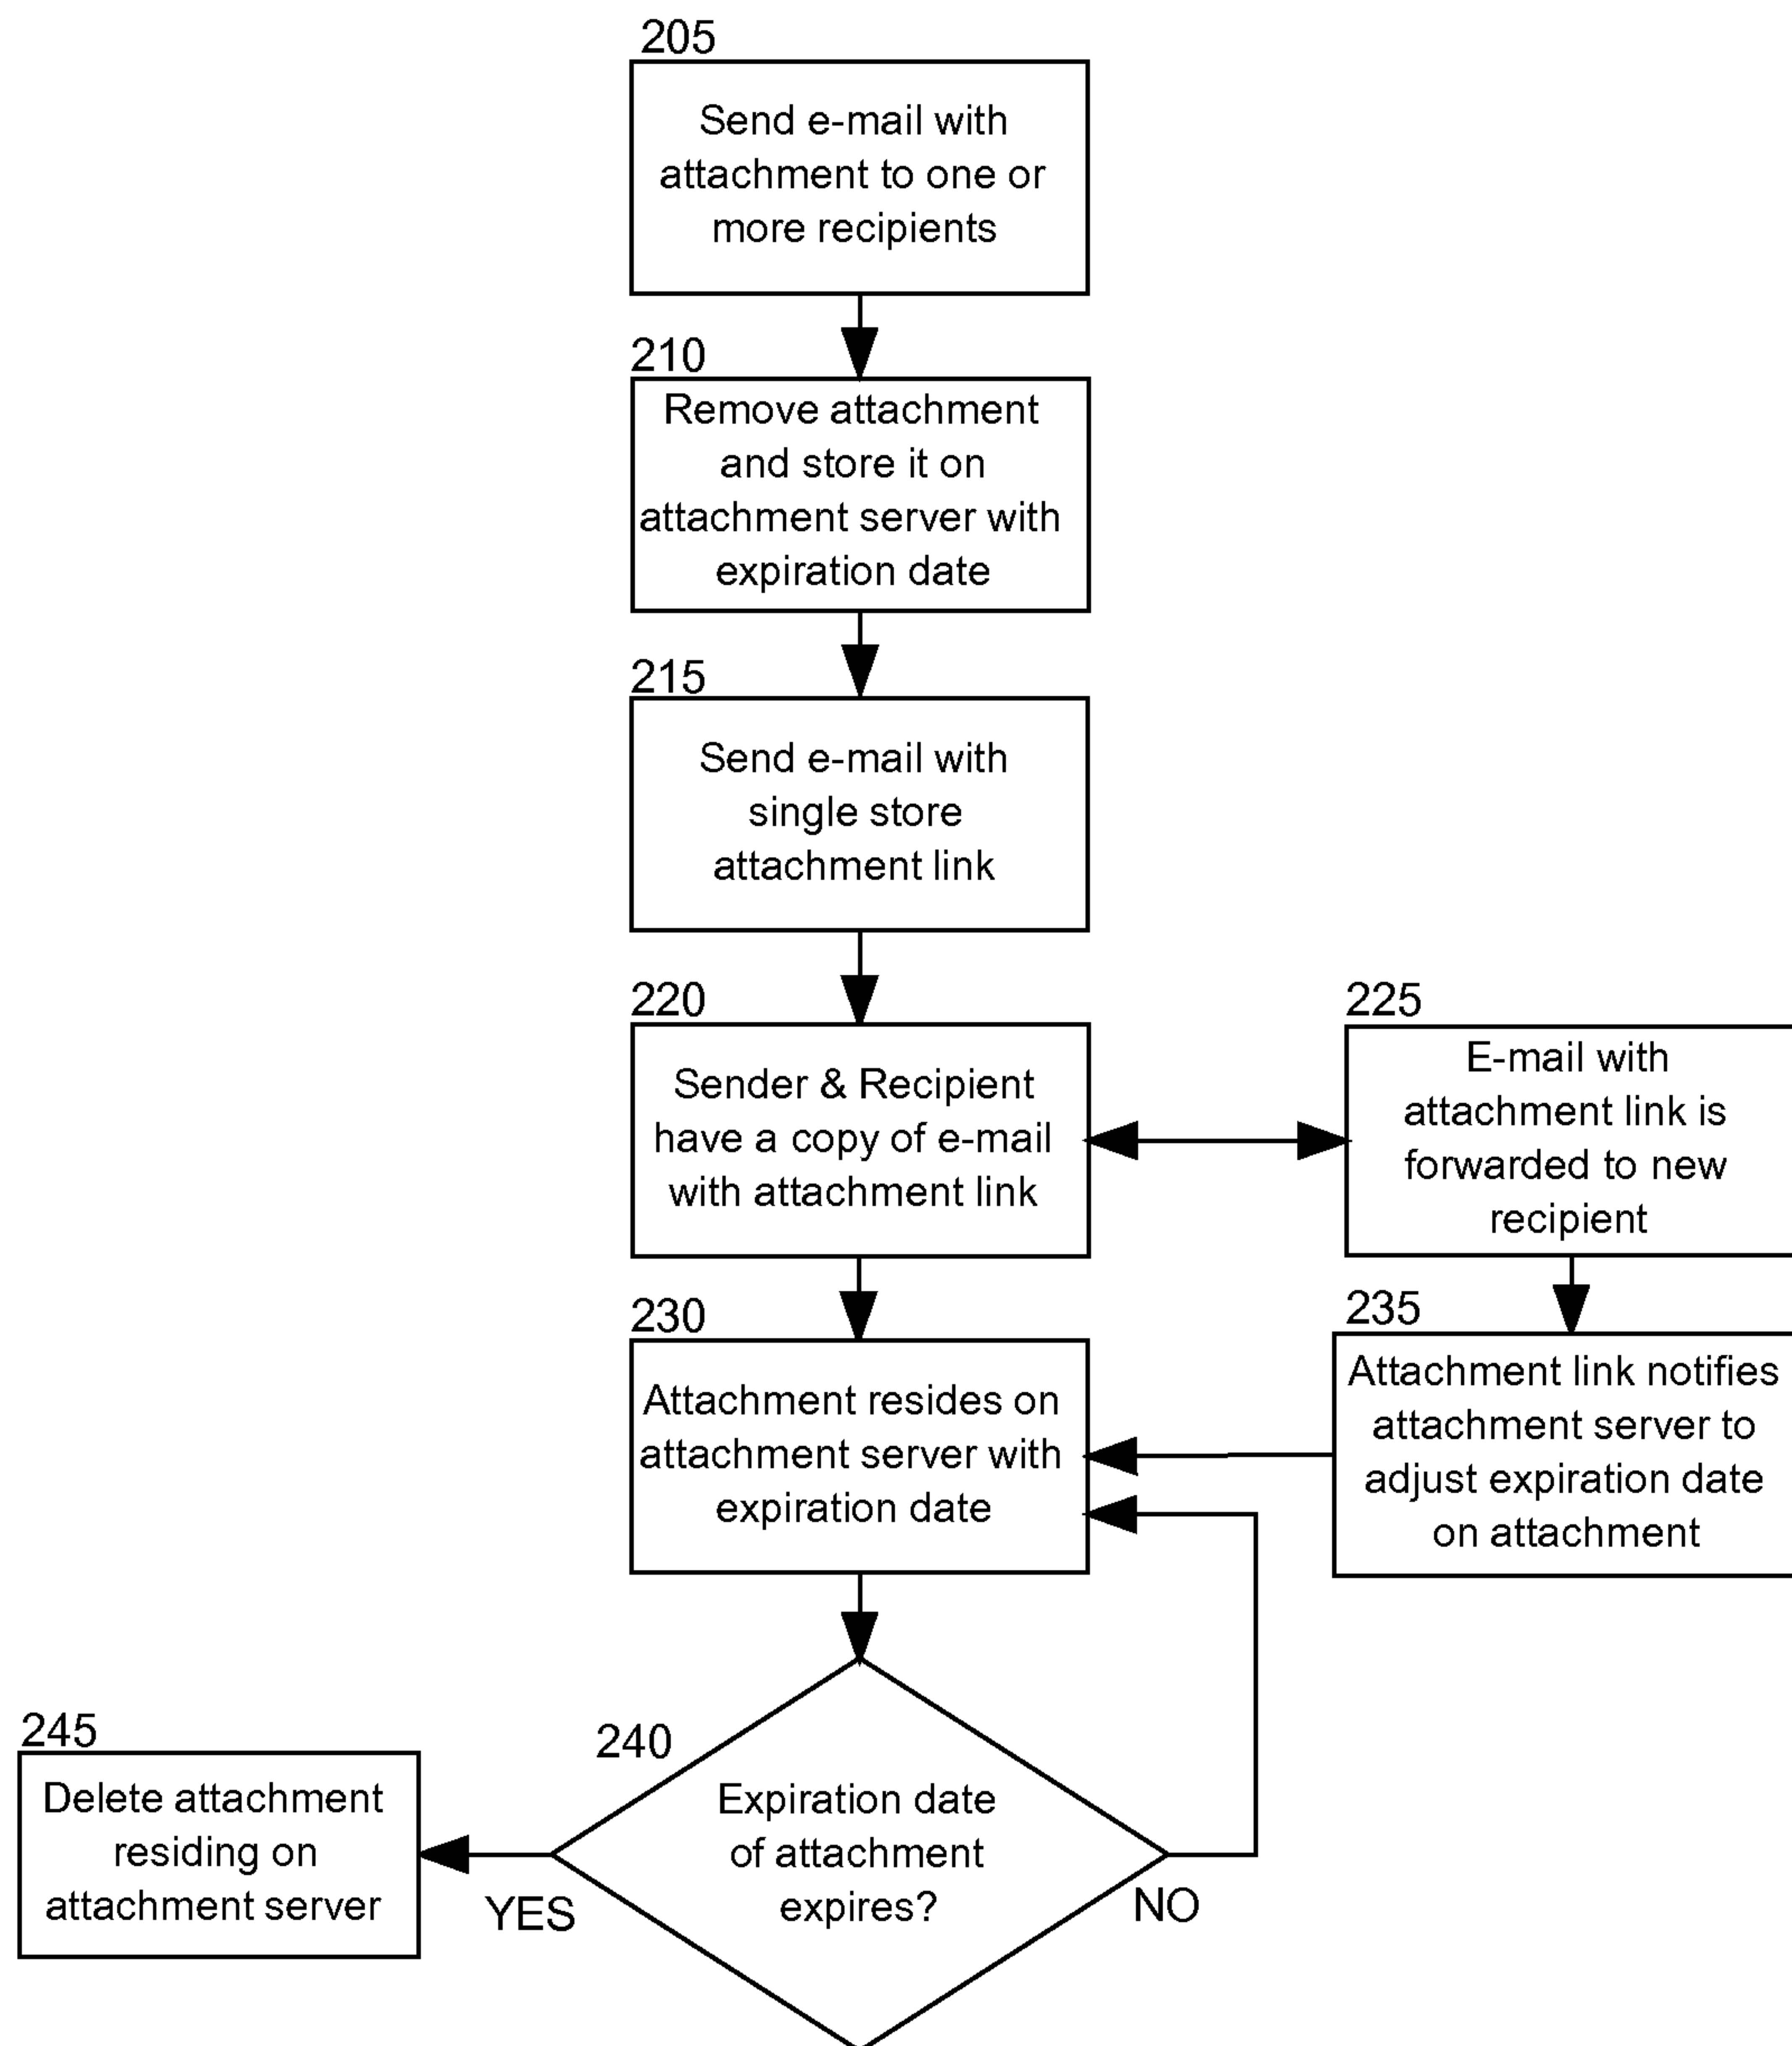 205
Send e-mail with
attachment to one or
more recipients
210
Remove attachment
and store it on
attachment server with
expiration date
215
Send e-mail with
single store
attachment link
220
Sender & Recipient
have a copy of e-mail
with attachment link
225
E-mail with
attachment link is
forwarded to new
recipient
230
Attachment resides on
attachment server with
expiration date
235
Attachment link notifies
attachment server to
adjust expiration date
on attachment
240
Expiration date
of attachment
expires?
YES
NO
245
Delete attachment
residing on
attachment server